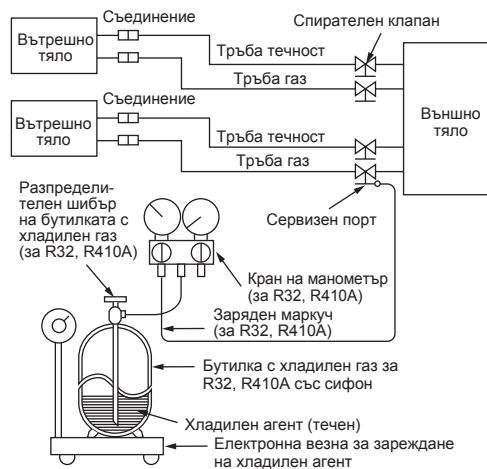 Съединение
Спирателен клапан
Вътрешно
тяло
Тръба течност
Тръба газ
Съединение
Вътрешно
тяло
Тръба течност
Тръба газ
Външно
тяло
Разпредели-
телен шибър
на бутилката с
хладилен газ
(за R32, R410A)
Сервизен порт
Кран на манометър
(за R32, R410A)
Заряден маркуч
(за R32, R410A)
Бутилка с хладилен газ за
R32, R410A със сифон
Хладилен агент (течен)
Електронна везна за зареждане
на хладилен агент